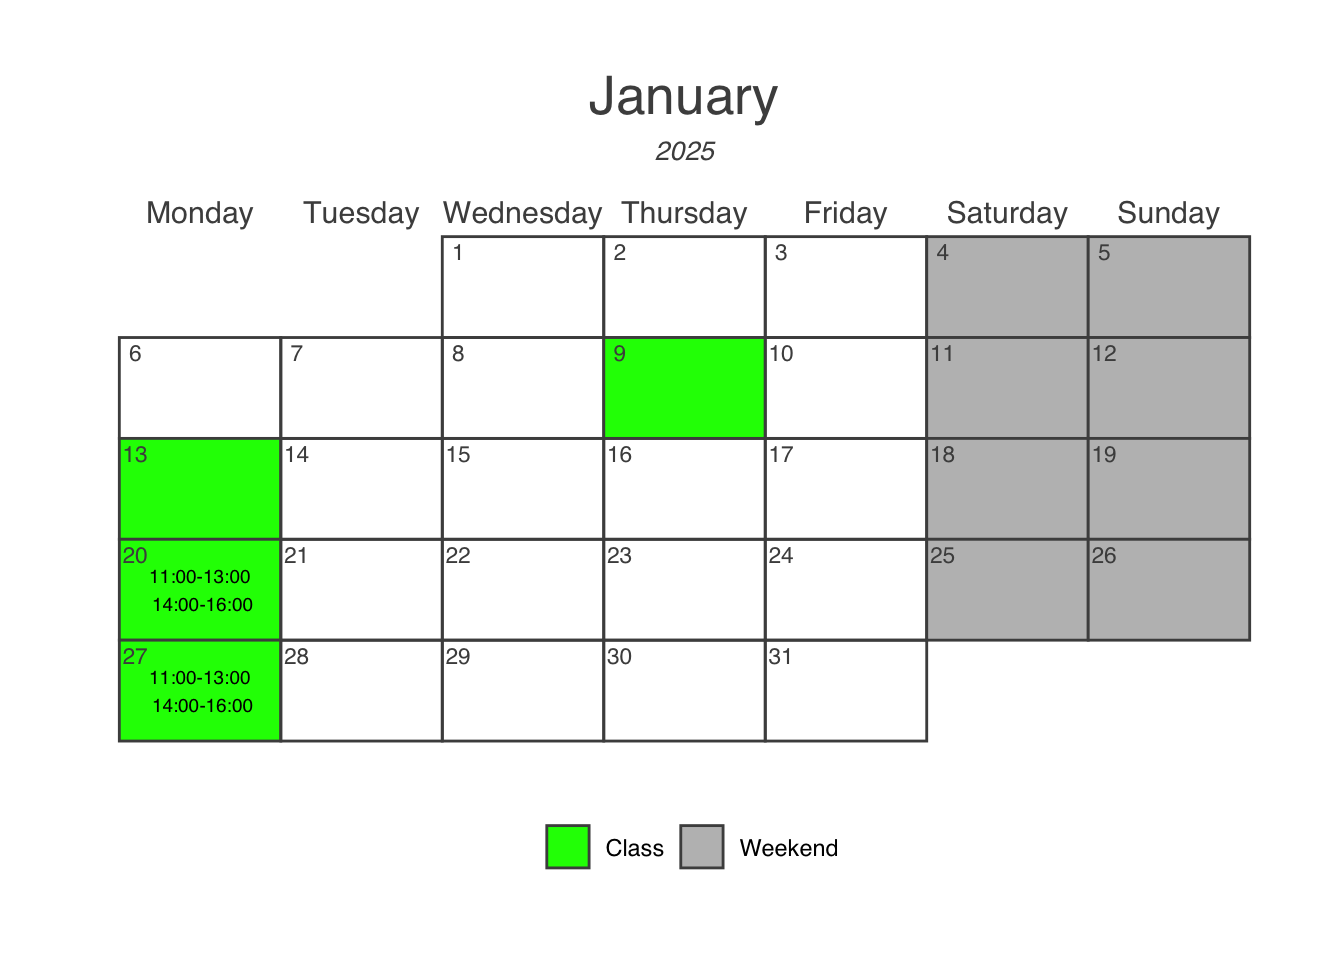 January
2025
Monday Tuesday Wednesday Thursday Friday Saturday Sunday
1 2 3 4 5
6 7 8 9 10 11 12
13 14 15 16 17 18 19
20 21 22 23 24 25 26
11:00-13:00
14:00-16:00
27 28 29 30 31
11:00-13:00
14:00-16:00
Class Weekend